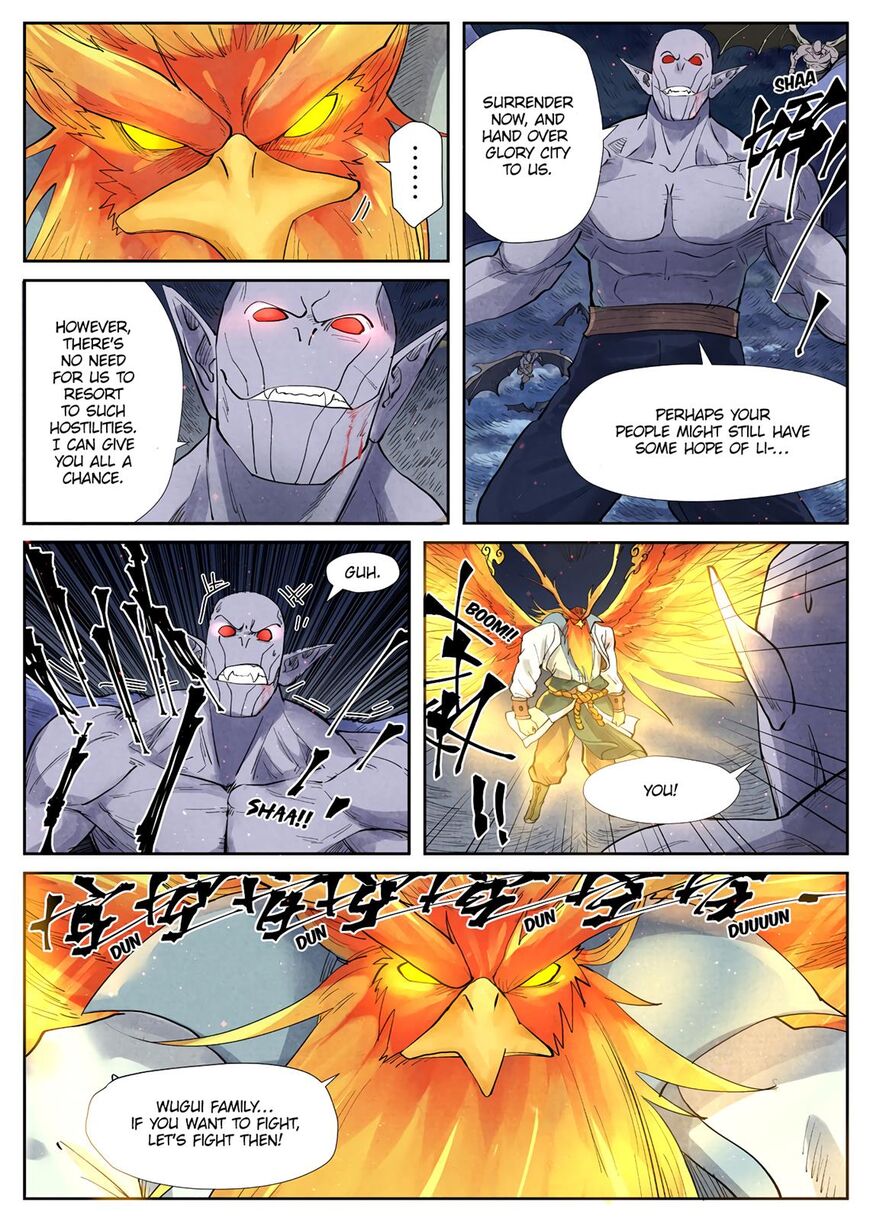 ......
HOWEVER,
THERE'S
NO NEED
FOR US TO
RESORT
TO SUCH
HOSTILITIES.
I CAN GIVE
YOU ALL A
CHANCE.
SURRENDER
NOW, AND
HAND OVER
GLORY CITY
TO US.
SHAA
PERHAPS YOUR
PEOPLE MIGHT STILL HAVE
SOME HOPE OF LI-...
GUH.
SHAA!!
BOOM!!
YOU!
DUN
DUN
DUN
DUUUUN
WUGUI FAMILY...
IF YOU WANT TO FIGHT,
LET'S FIGHT THEN!